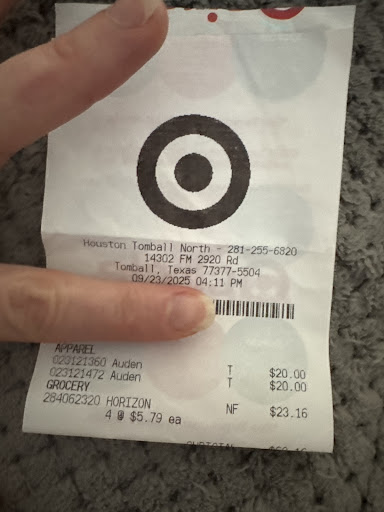 Houston Tomball North - 281-255-6820
14302 FM 2920 Rd
Tomball, Texas 77377-5504
09/23/2025 04:11 PM
APPAREL
023121360 Auden T $20.00
023121472 Auden T $20.00
GROCERY
284062320 HORIZON NF $23.16
4 @ $5.79 ea